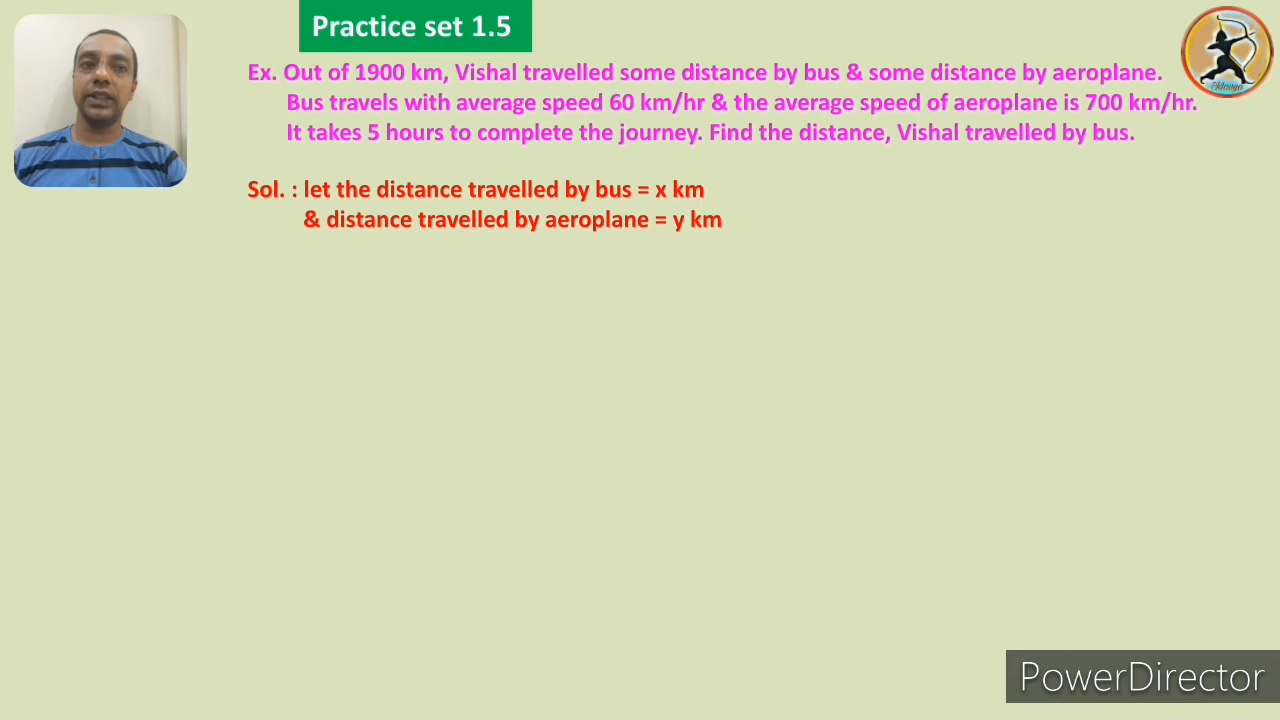 Practice set 1.5
Ex. Out of 1900 km, Vishal travelled some distance by bus & some distance by aeroplane.
Bus travels with average speed 60 km/hr & the average speed of aeroplane is 700 km/hr.
It takes 5 hours to complete the journey. Find the distance, Vishal travelled by bus.
Sol. : let the distance travelled by bus = x km
& distance travelled by aeroplane = y km
PowerDirector